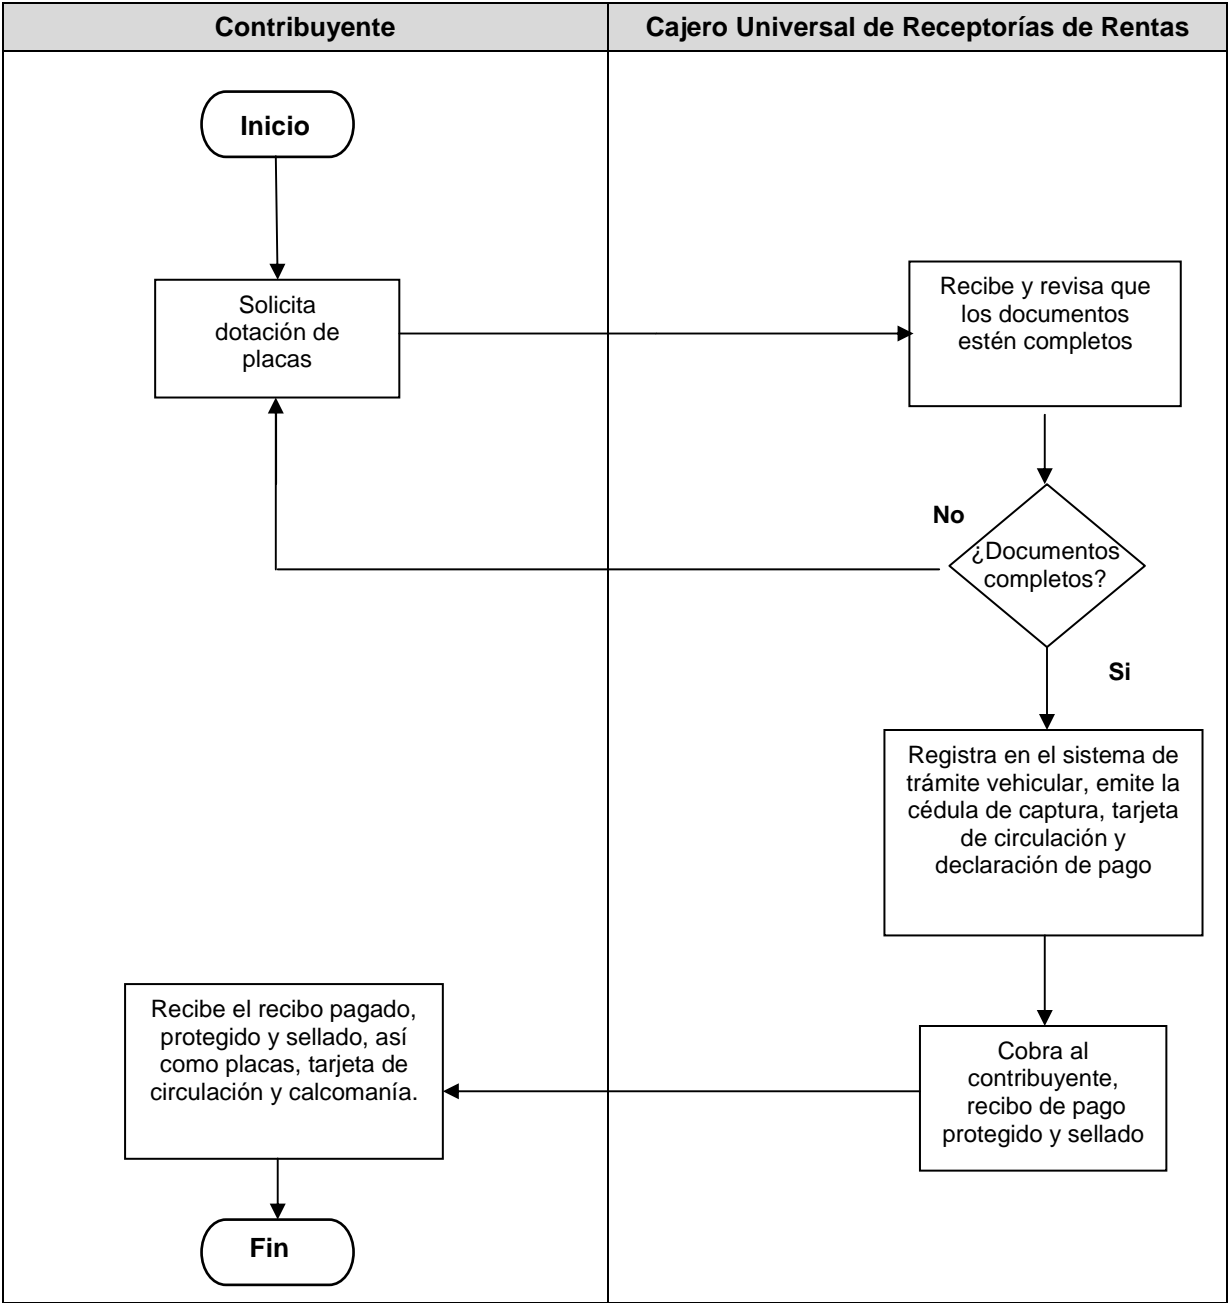 Contribuyente
Cajero Universal de Receptorías de Rentas
Inicio
Solicita
dotación de
placas
Recibe y revisa que
los documentos
estén completos
No
¿Documentos
completos?
Si
Registra en el sistema de
trámite vehicular, emite la
cédula de captura, tarjeta
de circulación y
declaración de pago
Cobra al
contribuyente,
recibo de pago
protegido y sellado
Recibe el recibo pagado,
protegido y sellado, así
como placas, tarjeta de
circulación y calcomanía.
Fin